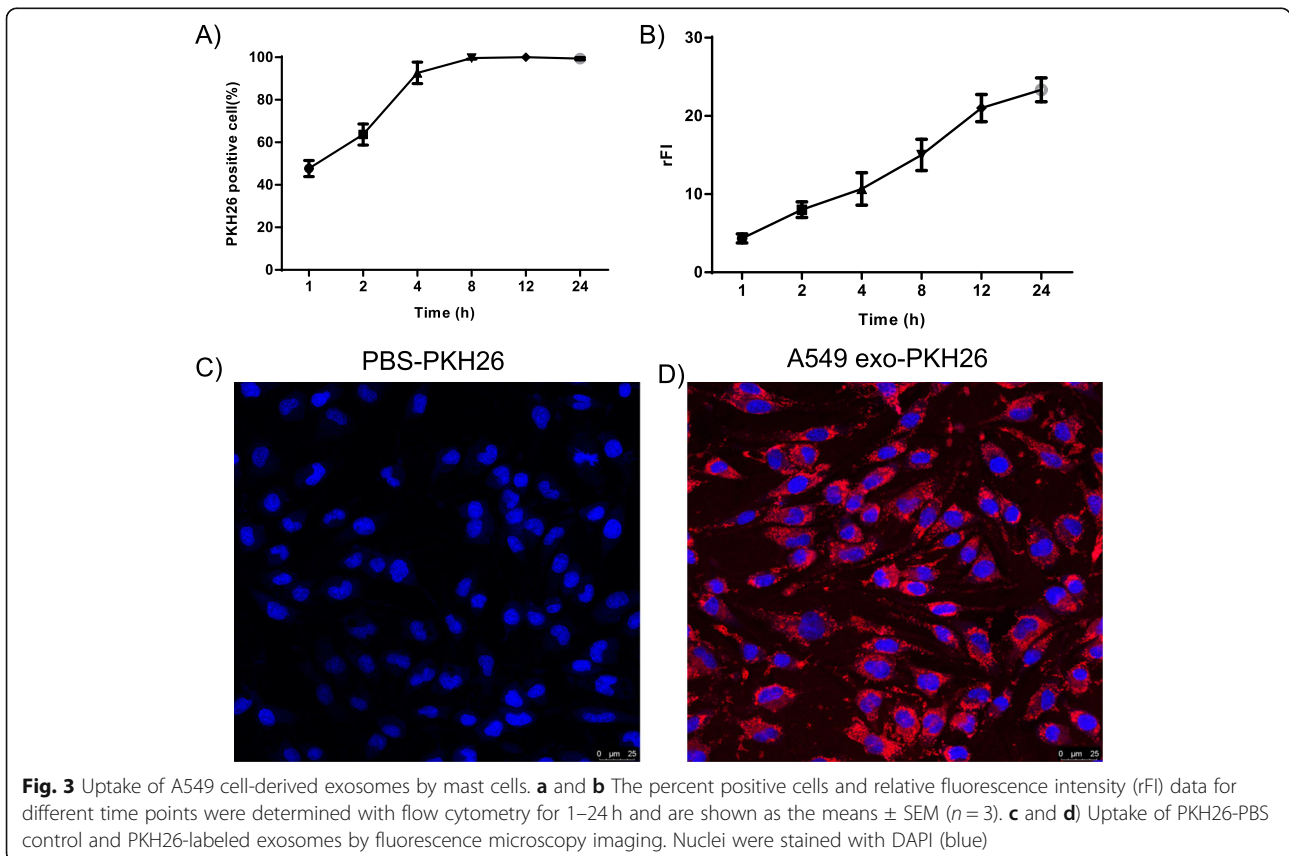 A)
100
80
60
40
20
0
PKH26 positive cell(%)
1 2 4 8 12 24
Time (h)
B)
30
20
10
0
rFI
1 2 4 8 12 24
Time (h)
C)
PBS-PKH26
0 µm 25
D)
A549 exo-PKH26
0 µm 25
Fig. 3 Uptake of A549 cell-derived exosomes by mast cells. a and b The percent positive cells and relative fluorescence intensity (rFI) data for
different time points were determined with flow cytometry for 1–24 h and are shown as the means ± SEM (n = 3). c and d) Uptake of PKH26-PBS
control and PKH26-labeled exosomes by fluorescence microscopy imaging. Nuclei were stained with DAPI (blue)